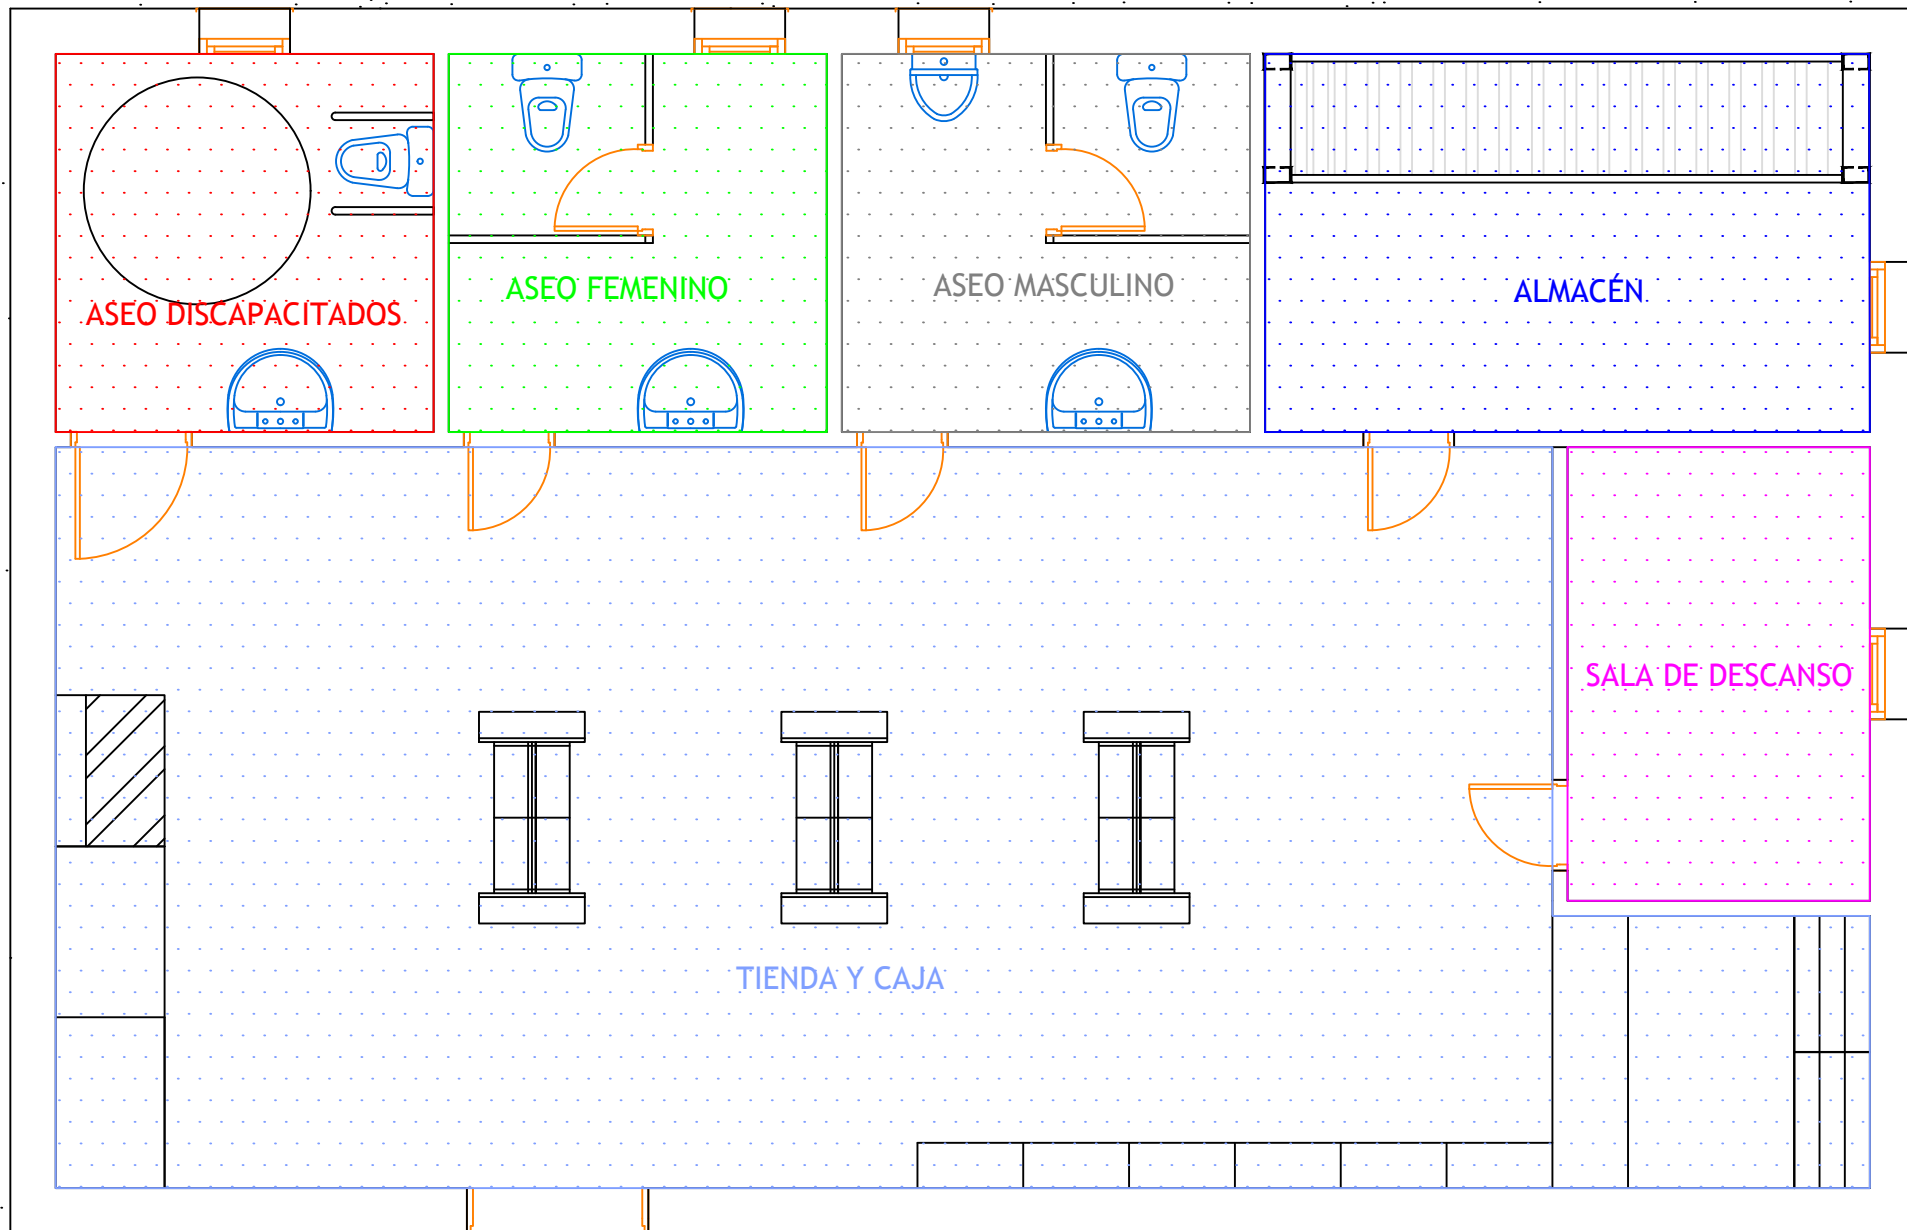 ASEO DISCAPACITADOS
ASEO FEMENINO
ASEO MASCULINO
ALMACÉN
SALA DE DESCANSO
TIENDA Y CAJA